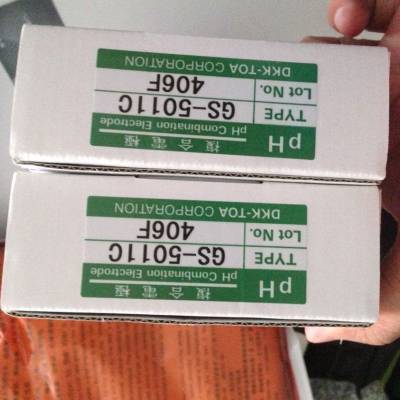 pH 複合電極
pH Combination Electrode
TYPE GS-5011C
Lot No. 406F
DKK-TOA CORPORATION
pH 複合電極
pH Combination Electrode
TYPE GS-5011C
Lot No. 406F
DKK-TOA CORPORATION